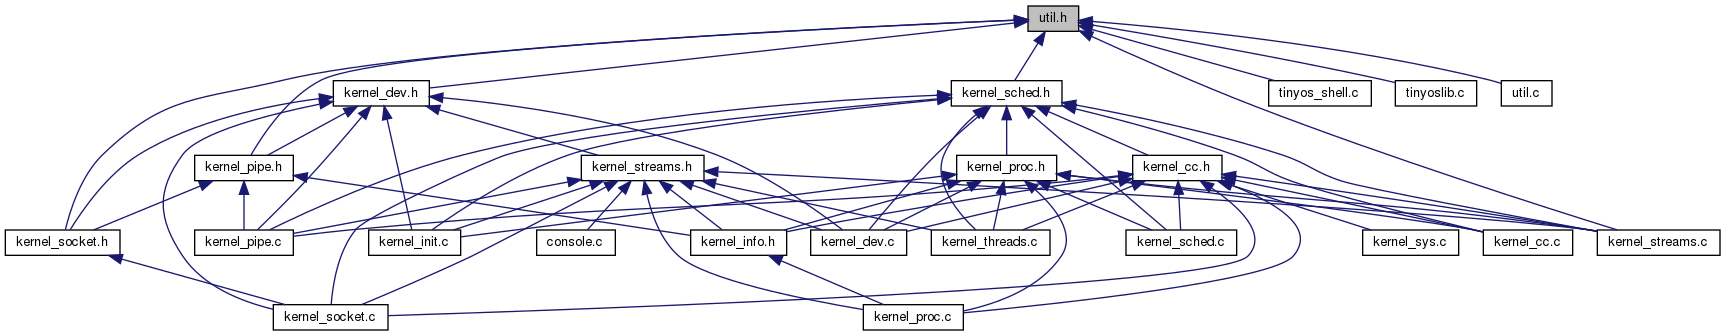 util.h
kernel_dev.h
kernel_sched.h
tinyos_shell.c
tinyoslib.c
util.c
kernel_pipe.h
kernel_streams.h
kernel_proc.h
kernel_cc.h
kernel_socket.h
kernel_pipe.c
kernel_init.c
console.c
kernel_info.h
kernel_dev.c
kernel_threads.c
kernel_sched.c
kernel_sys.c
kernel_cc.c
kernel_streams.c
kernel_socket.c
kernel_proc.c